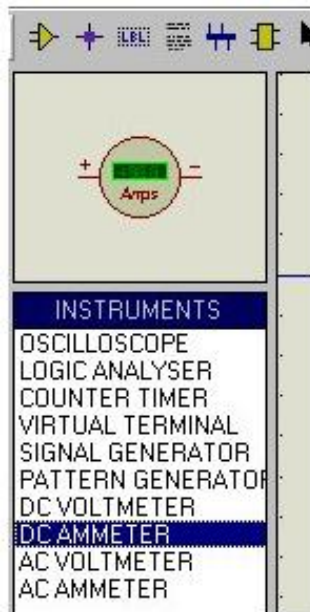 LBL
+ -
Amps
INSTRUMENTS
OSCILLOSCOPE
LOGIC ANALYSER
COUNTER TIMER
VIRTUAL TERMINAL
SIGNAL GENERATOR
PATTERN GENERATOR
DC VOLTMETER
DC AMMETER
AC VOLTMETER
AC AMMETER